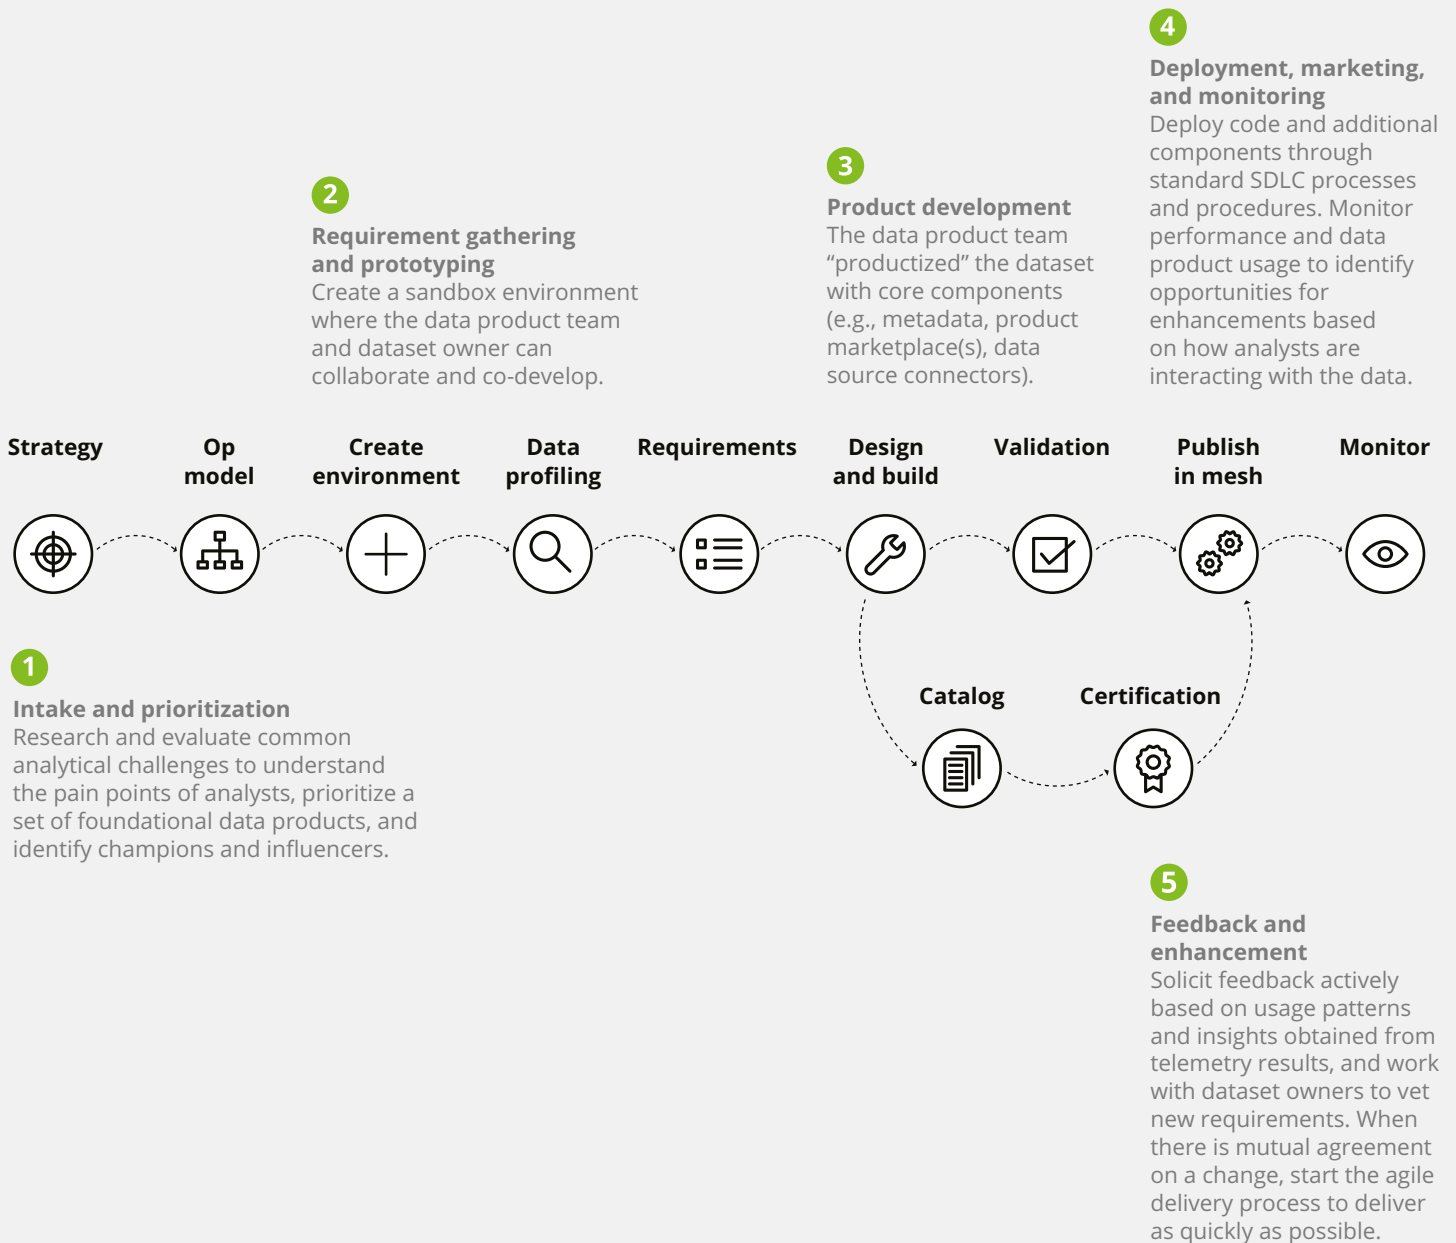 4
Deployment, marketing,
and monitoring
Deploy code and additional
components through
standard SDLC processes
and procedures. Monitor
performance and data
product usage to identify
opportunities for
enhancements based
on how analysts are
interacting with the data.
3
Product development
The data product team
“productized” the dataset
with core components
(e.g., metadata, product
marketplace(s), data
source connectors).
2
Requirement gathering
and prototyping
Create a sandbox environment
where the data product team
and dataset owner can
collaborate and co-develop.
Strategy
Op
model
Create
environment
Data
profiling
Requirements
Design
and build
Validation
Publish
in mesh
Monitor
1
Intake and prioritization
Research and evaluate common
analytical challenges to understand
the pain points of analysts, prioritize a
set of foundational data products, and
identify champions and influencers.
Catalog
Certification
5
Feedback and
enhancement
Solicit feedback actively
based on usage patterns
and insights obtained from
telemetry results, and work
with dataset owners to vet
new requirements. When
there is mutual agreement
on a change, start the agile
delivery process to deliver
as quickly as possible.